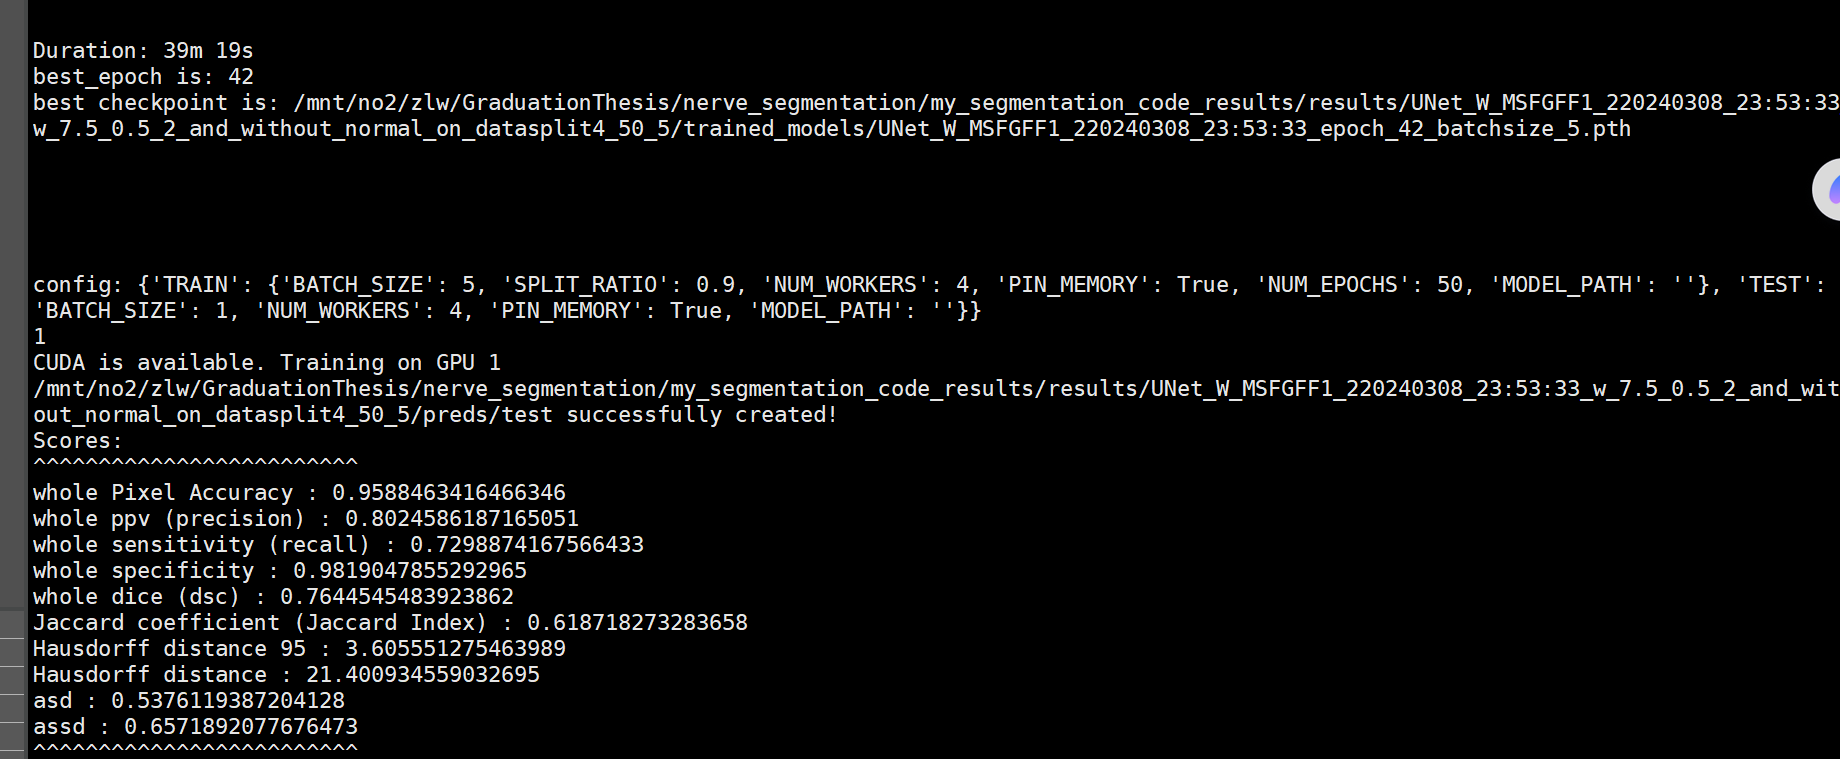 Duration: 39m 19s
best_epoch is: 42
best checkpoint is: /mnt/no2/zlw/GraduationThesis/nerve_segmentation/my_segmentation_code_results/results/UNet_W_MSFGFF1_220240308_23:53:33
w_7.5_0.5_2_and_without_normal_on_datasplit4_50_5/trained_models/UNet_W_MSFGFF1_220240308_23:53:33_epoch_42_batchsize_5.pth
config: {'TRAIN': {'BATCH_SIZE': 5, 'SPLIT_RATIO': 0.9, 'NUM_WORKERS': 4, 'PIN_MEMORY': True, 'NUM_EPOCHS': 50, 'MODEL_PATH': ''}, 'TEST':
'BATCH_SIZE': 1, 'NUM_WORKERS': 4, 'PIN_MEMORY': True, 'MODEL_PATH': ''}}
1
CUDA is available. Training on GPU 1
/mnt/no2/zlw/GraduationThesis/nerve_segmentation/my_segmentation_code_results/results/UNet_W_MSFGFF1_220240308_23:53:33_w_7.5_0.5_2_and_wit
out_normal_on_datasplit4_50_5/preds/test successfully created!
Scores:
^^^^^^^^^^^^^^^^^^^^^^^^^
whole Pixel Accuracy : 0.9588463416466346
whole ppv (precision) : 0.8024586187165051
whole sensitivity (recall) : 0.7298874167566433
whole specificity : 0.9819047855292965
whole dice (dsc) : 0.7644545483923862
Jaccard coefficient (Jaccard Index) : 0.618718273283658
Hausdorff distance 95 : 3.605551275463989
Hausdorff distance : 21.400934559032695
asd : 0.5376119387204128
assd : 0.6571892077676473
^^^^^^^^^^^^^^^^^^^^^^^^^